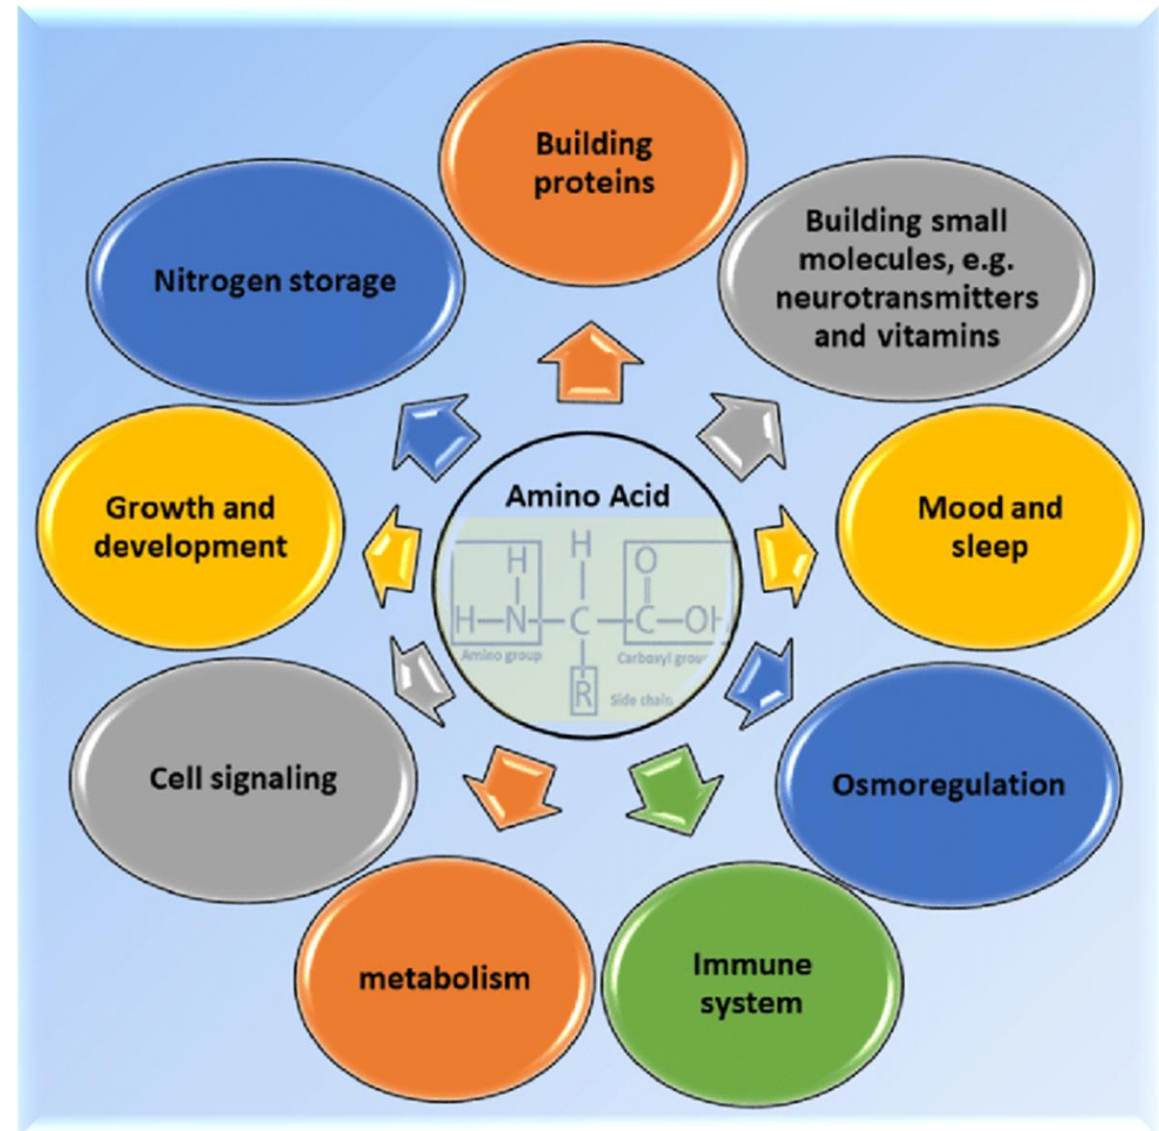 Building
proteins
Building small
molecules, e.g.
neurotransmitters
and vitamins
Mood and
sleep
Osmoregulation
Immune
system
metabolism
Cell signaling
Growth and
development
Nitrogen storage
Amino Acid
H
H O
H—N—C—C—OH
Amino group Carboxyl group
R Side chain